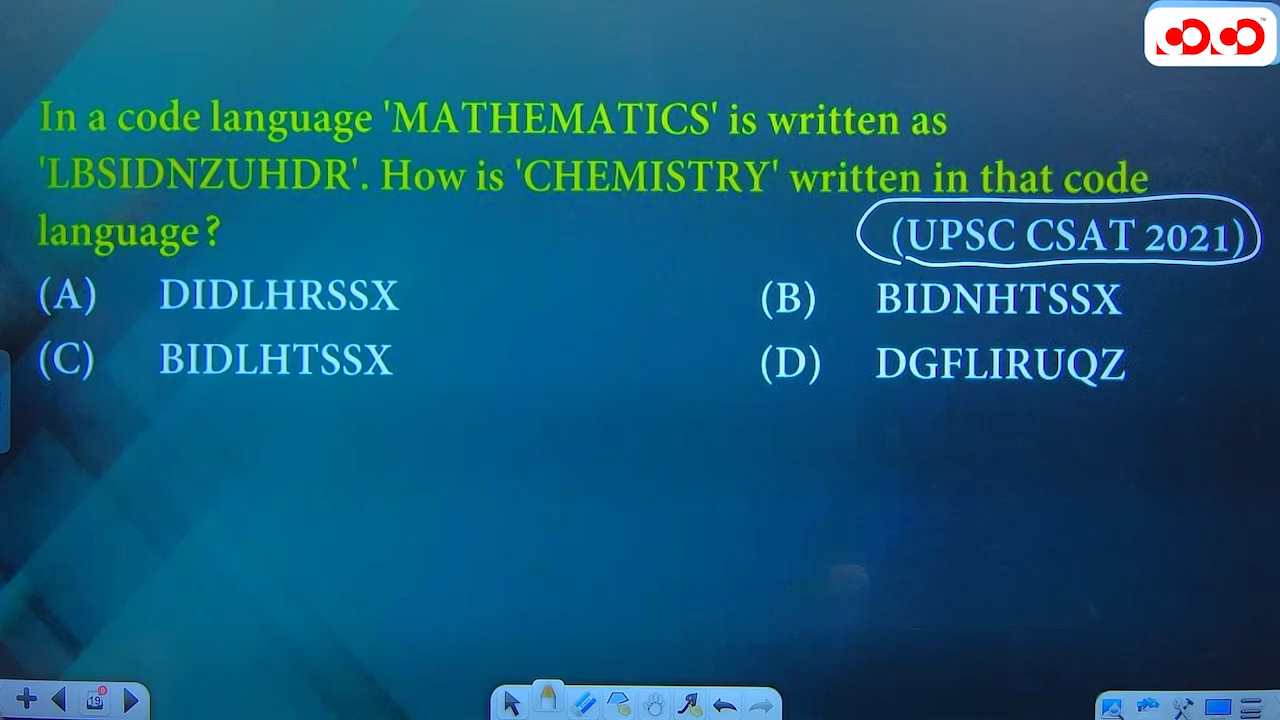 In a code language 'MATHEMATICS' is written as
'LBSIDNZUHDR'. How is 'CHEMISTRY' written in that code
language?
(UPSC CSAT 2021)
(A) DIDLHRSSX (B) BIDNHTSSX
(C) BIDLHTSSX (D) DGFLIRUQZ
19